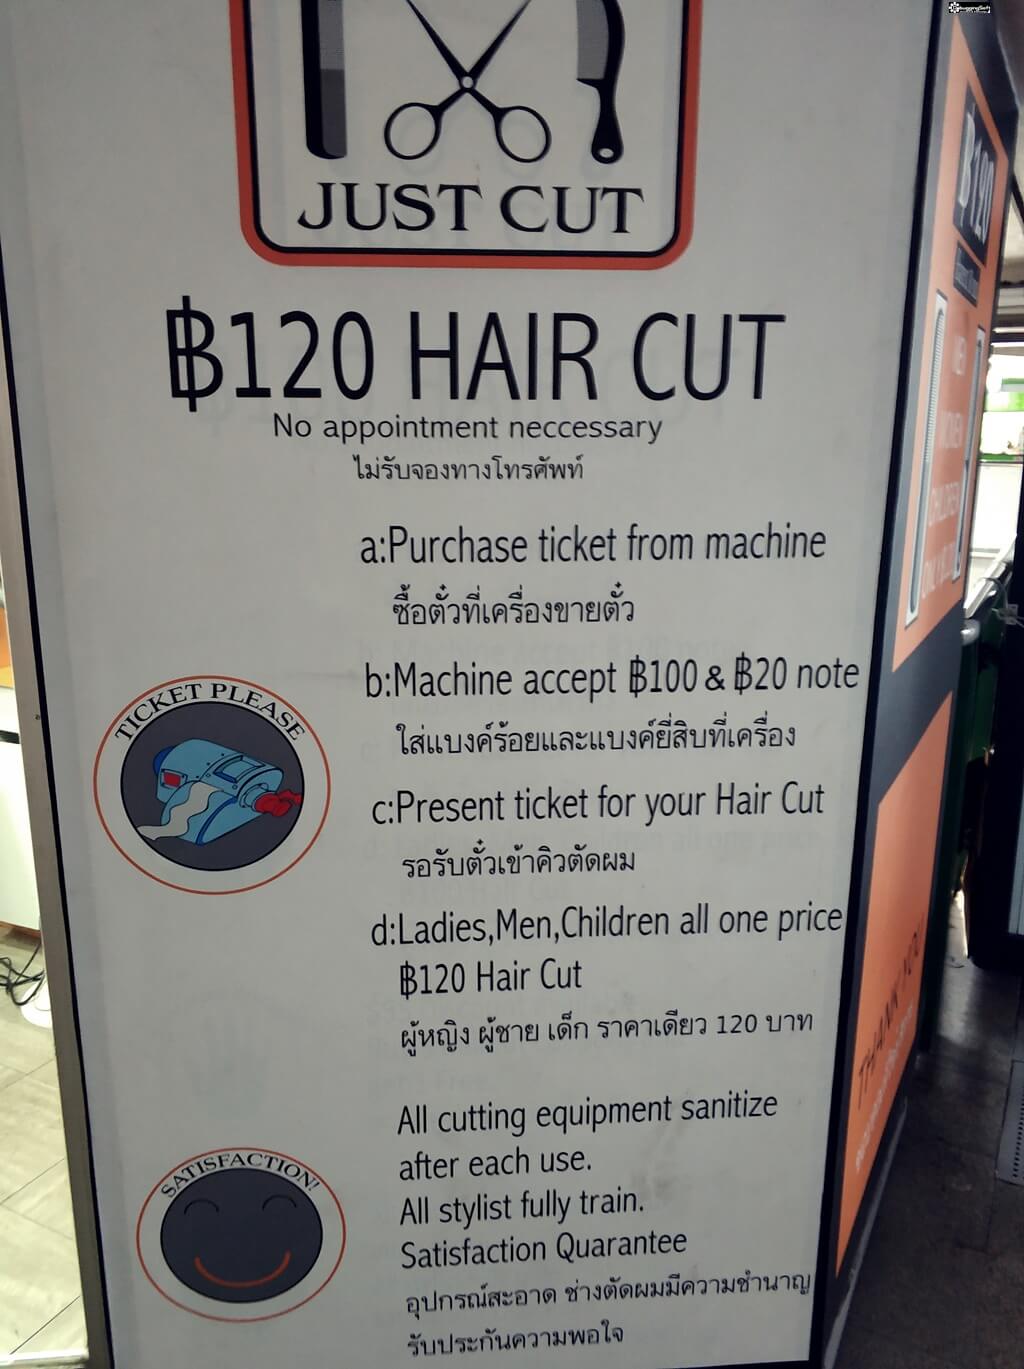 JUST CUT
฿120 HAIR CUT
No appointment neccessary
ไม่รับจองทางโทรศัพท์
a:Purchase ticket from machine
ซื้อตั๋วที่เครื่องขายตั๋ว
b:Machine accept ฿100 & ฿20 note
ใส่แบงค์ร้อยและแบงค์ยี่สิบที่เครื่อง
TICKET PLEASE
c:Present ticket for your Hair Cut
รอรับตั๋วเข้าคิวตัดผม
d:Ladies,Men,Children all one price
฿120 Hair Cut
ผู้หญิง ผู้ชาย เด็ก ราคาเดียว 120 บาท
All cutting equipment sanitize
after each use.
All stylist fully train.
Satisfaction Quarantee
SATISFACTION!
อุปกรณ์สะอาด ช่างตัดผมมีความชำนาญ
รับประกันความพอใจ
฿120
MEN
WOMEN
CHILDREN
THANK YOU